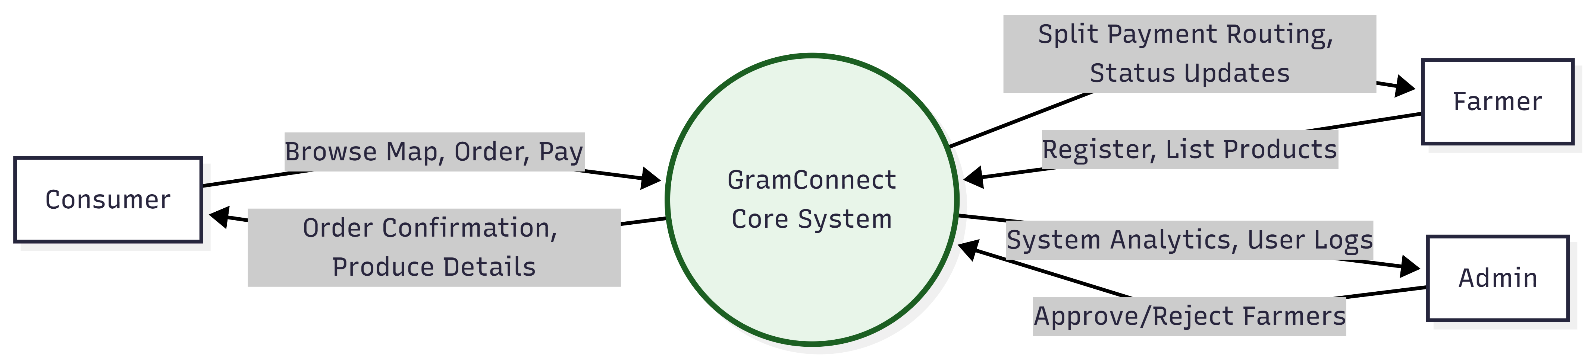 Split Payment Routing,
Status Updates
Farmer
Browse Map, Order, Pay
Register, List Products
Consumer
GramConnect
Core System
Order Confirmation,
Produce Details
System Analytics, User Logs
Admin
Approve/Reject Farmers